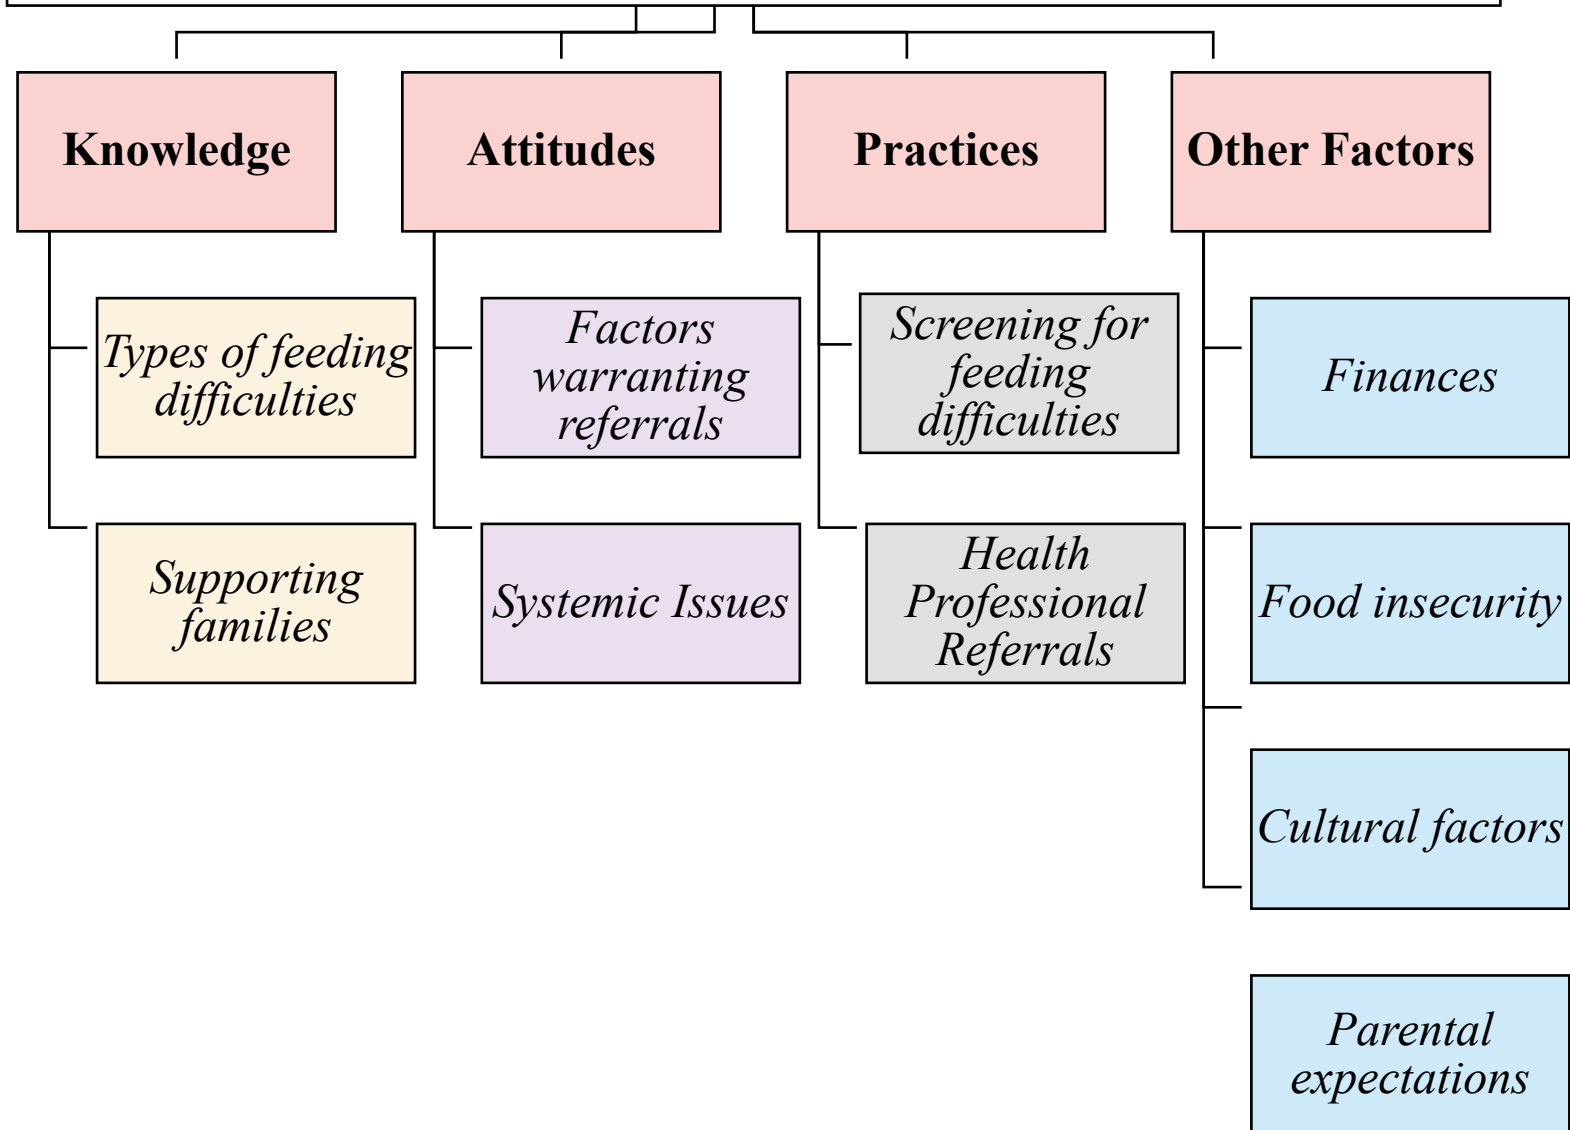 Knowledge
Attitudes
Practices
Other Factors
Types of feeding
difficulties
Factors
warranting
referrals
Screening for
feeding
difficulties
Finances
Supporting
families
Systemic Issues
Health
Professional
Referrals
Food insecurity
Cultural factors
Parental
expectations